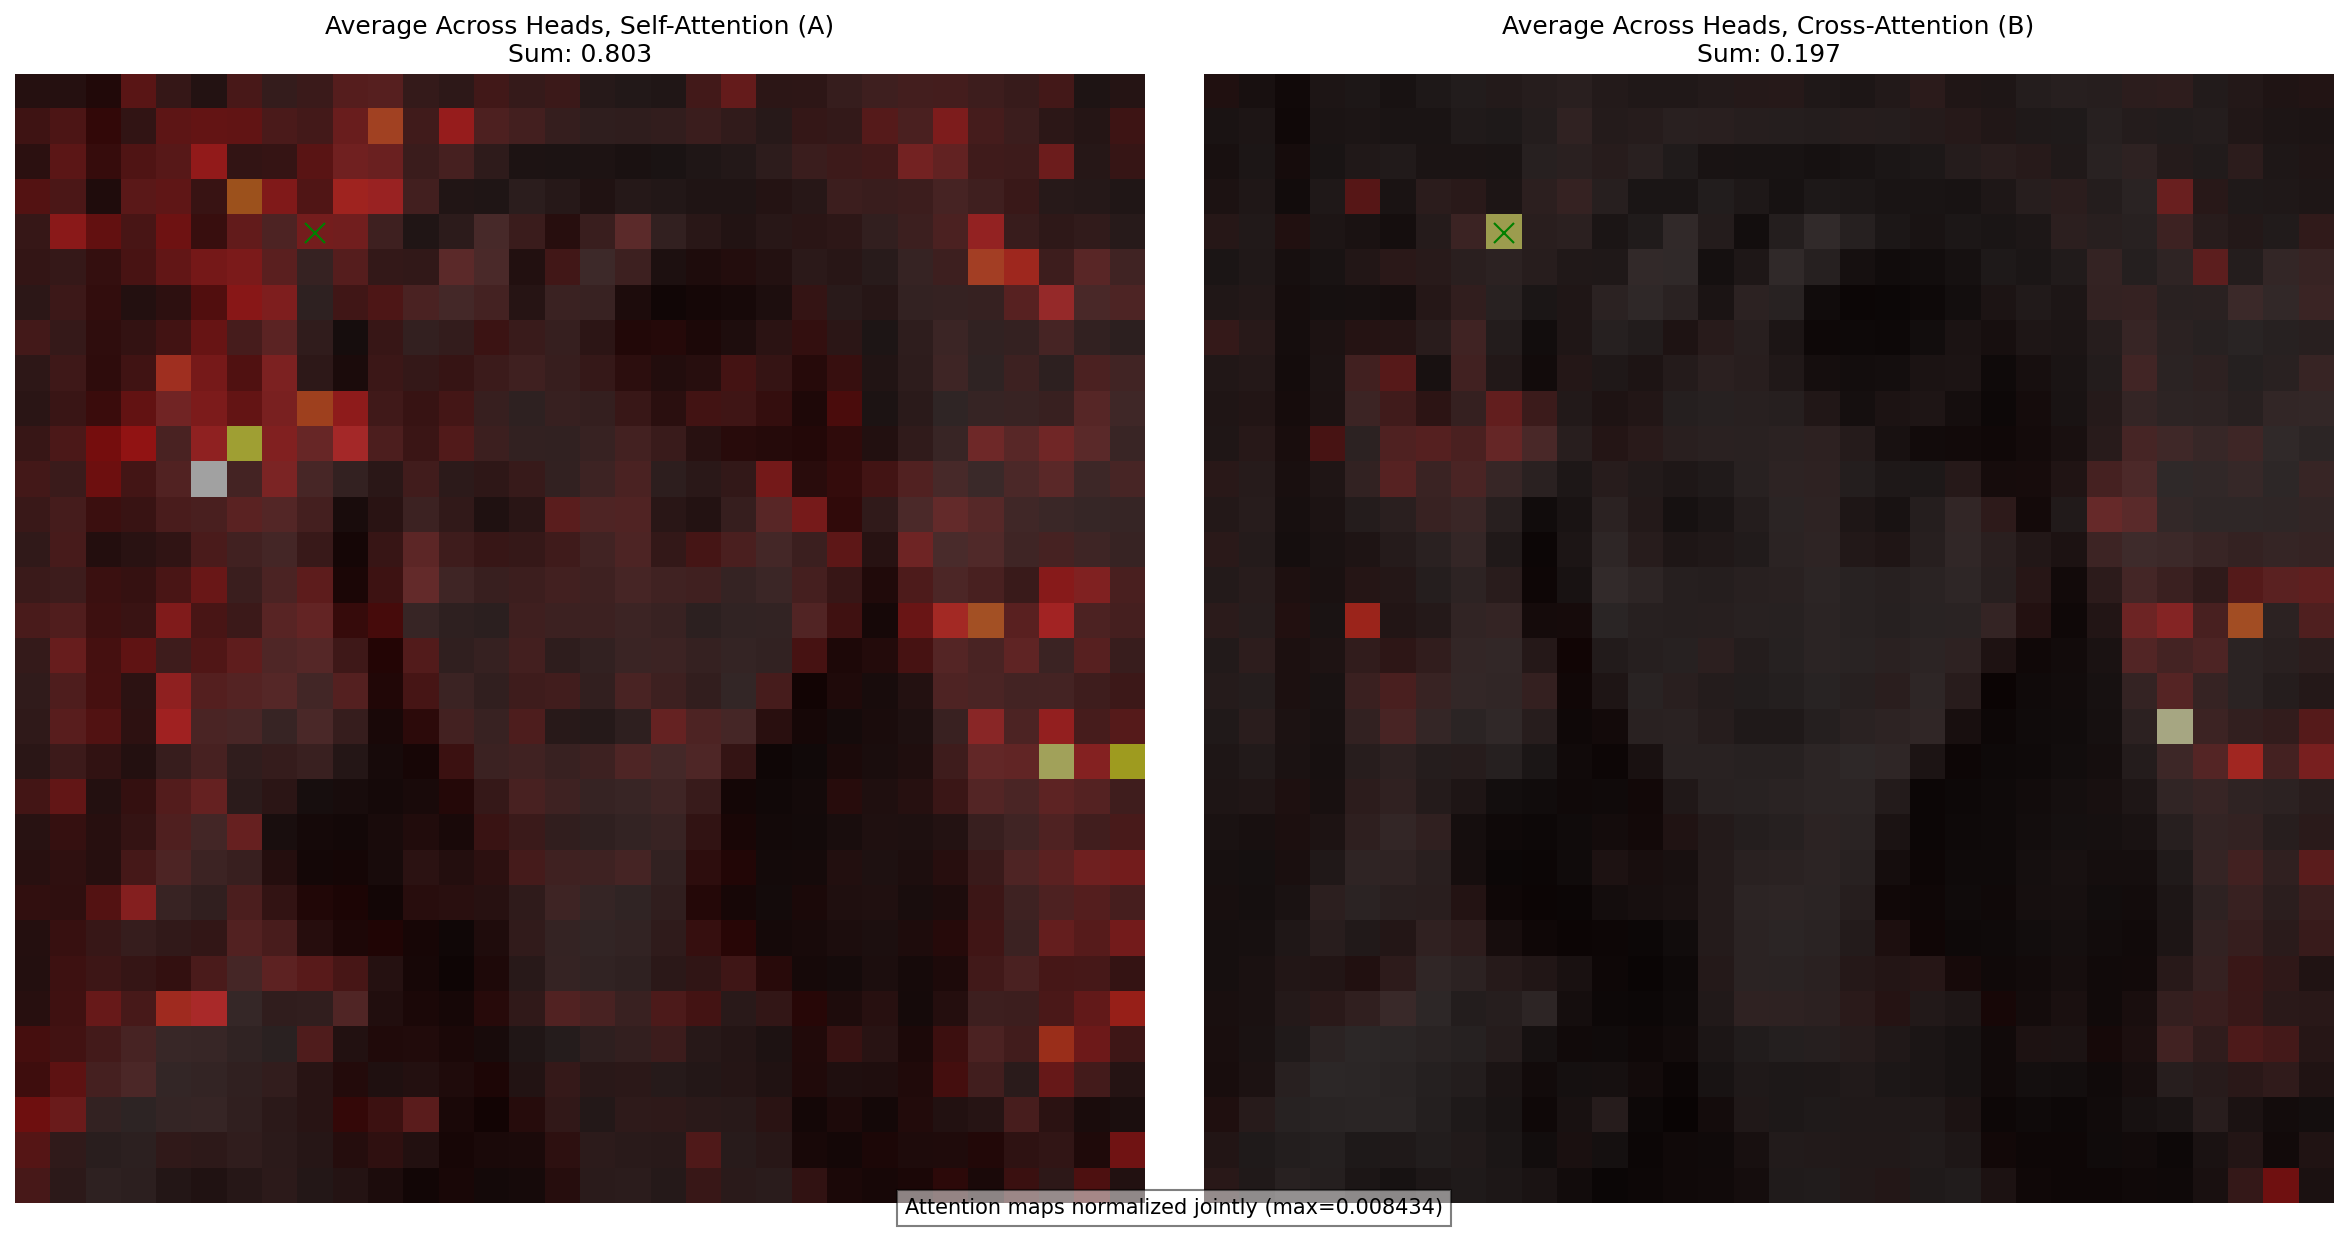 Average Across Heads, Self-Attention (A)
Sum: 0.803
Average Across Heads, Cross-Attention (B)
Sum: 0.197
Attention maps normalized jointly (max=0.008434)